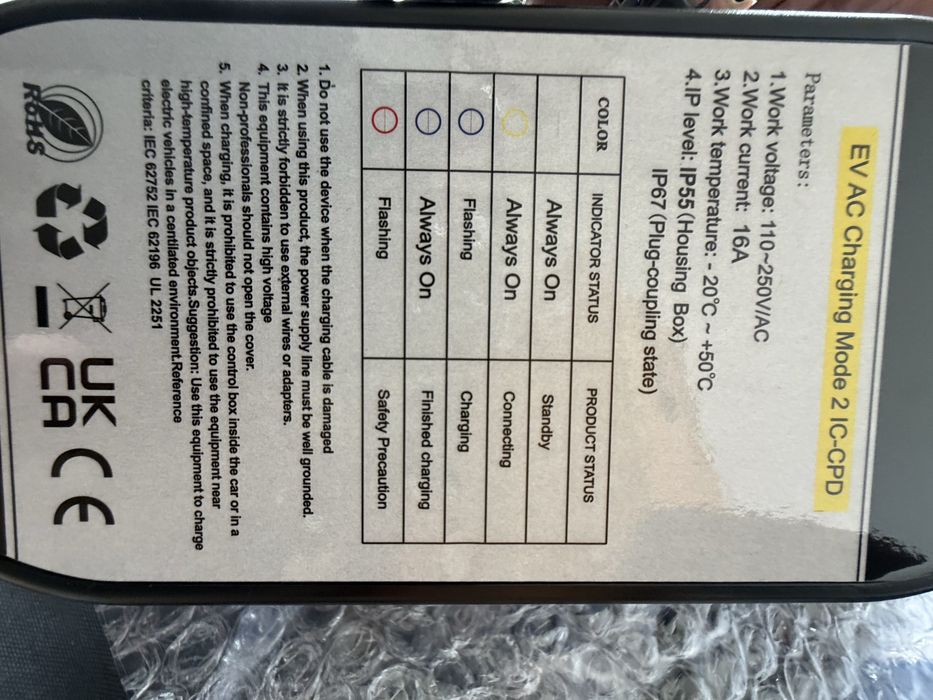 EV AC Charging Mode 2 IC-CPD
Parameters:
1.Work voltage: 110~250V/AC
2.Work current: 16A
3.Work temperature: - 20°C ~ +50°C
4.IP level: IP55 (Housing Box)
IP67 (Plug-coupling state)
COLOR INDICATOR STATUS PRODUCT STATUS
Always On Standby
Always On Connecting
Flashing Charging
Always On Finished charging
Flashing Safety Precaution
1. Do not use the device when the charging cable is damaged
2. When using this product, the power supply line must be well grounded.
3. It is strictly forbidden to use external wires or adapters.
4. This equipment contains high voltage
Non-professionals should not open the cover.
5. When charging, it is prohibited to use the control box inside the car or in a
confined space, and it is strictly prohibited to use the equipment near
high-temperature product objects.Suggestion: Use this equipment to charge
electric vehicles in a centilated environment.Reference
criteria: IEC 62752 IEC 62196 UL 2251
RoHS UK CA CE